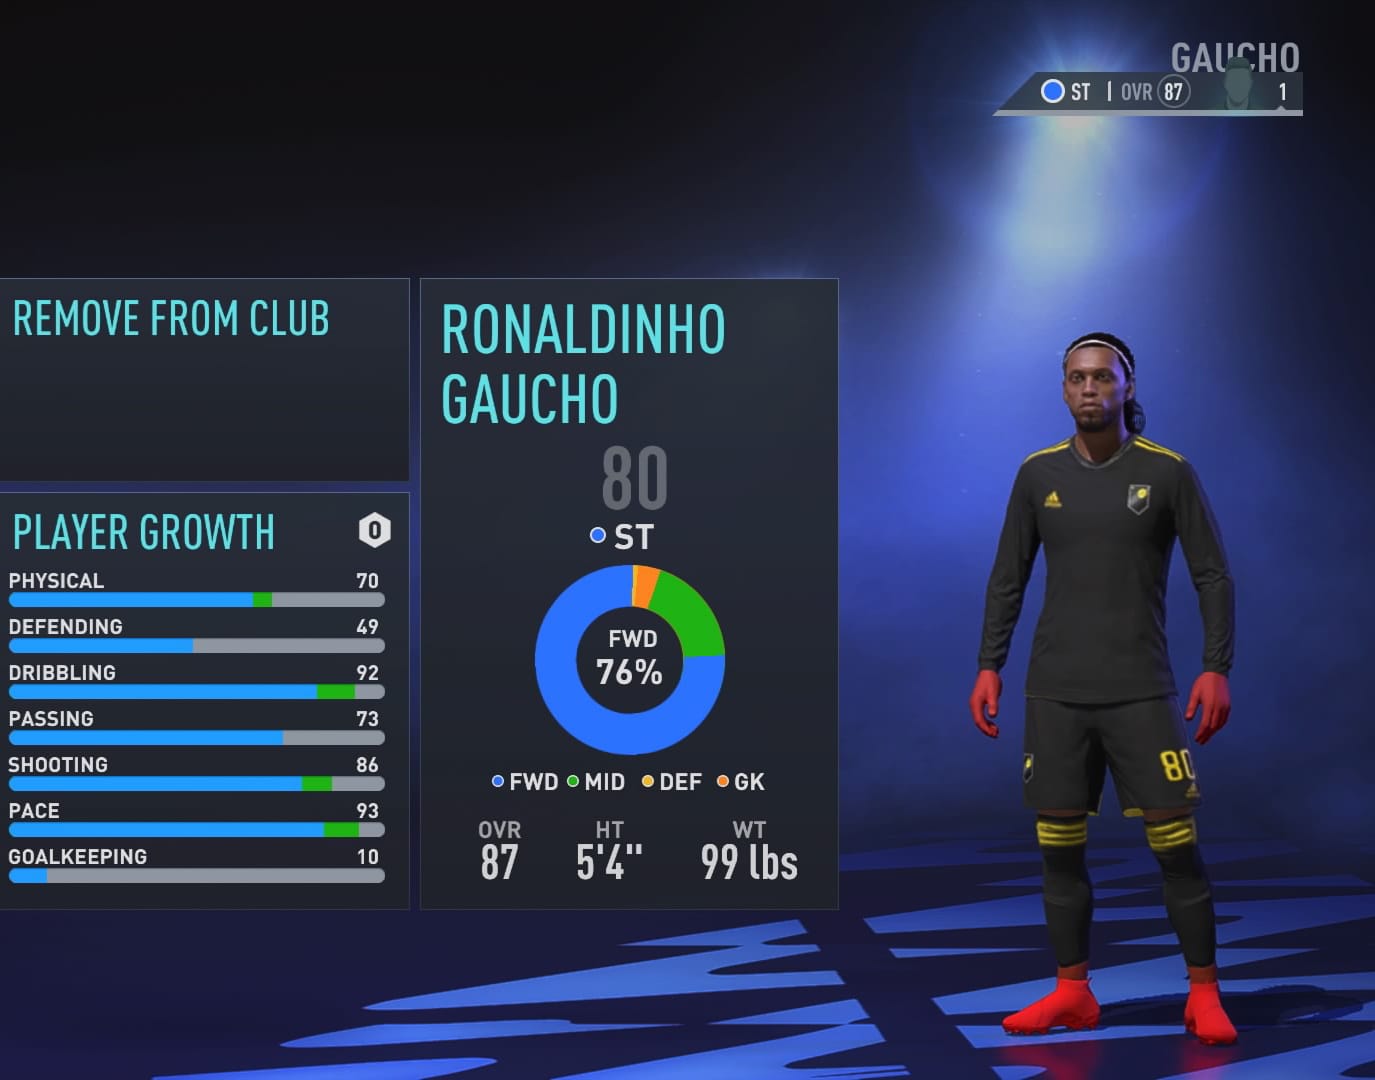 GAUCHO
ST | OVR 87 1
REMOVE FROM CLUB
PLAYER GROWTH 0
PHYSICAL 70
DEFENDING 49
DRIBBLING 92
PASSING 73
SHOOTING 86
PACE 93
GOALKEEPING 10
RONALDINHO
GAUCHO
80
ST
FWD
76%
FWD MID DEF GK
OVR HT WT
87 5'4" 99 lbs
80